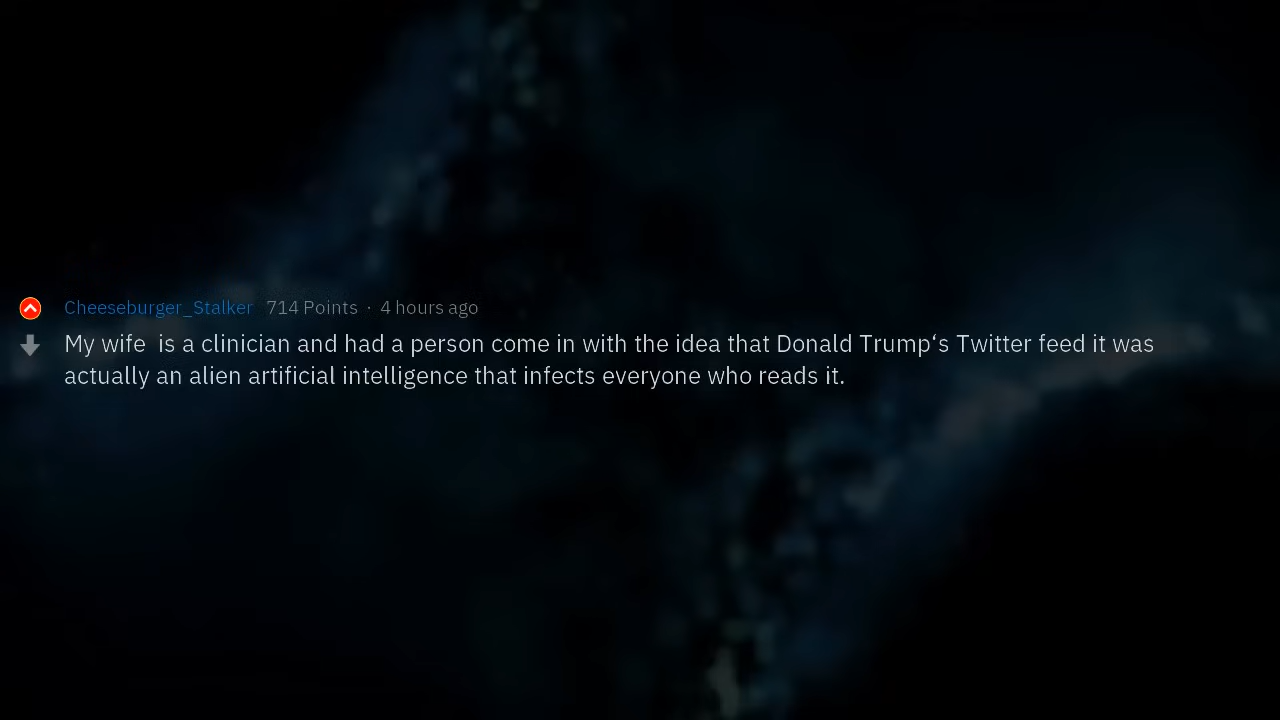 Cheeseburger_Stalker 714 Points · 4 hours ago
My wife  is a clinician and had a person come in with the idea that Donald Trump‘s Twitter feed it was
actually an alien artificial intelligence that infects everyone who reads it.